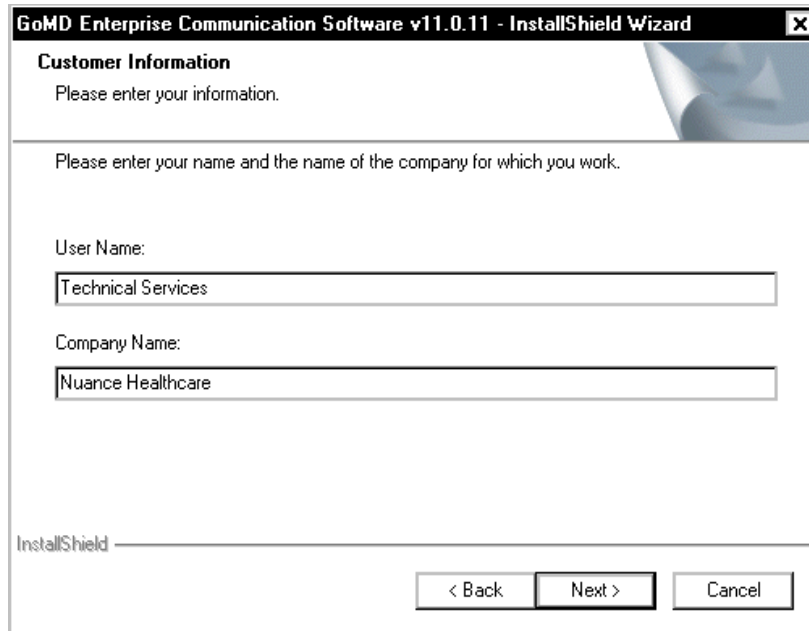 GoMD Enterprise Communication Software v11.0.11 - InstallShield Wizard
Customer Information
Please enter your information.
Please enter your name and the name of the company for which you work.
User Name:
Technical Services
Company Name:
Nuance Healthcare
InstallShield
< Back Next > Cancel